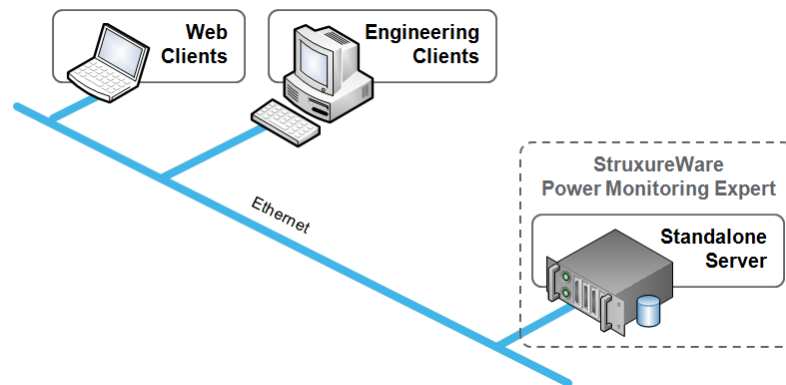 Web
Clients
Engineering
Clients
Ethernet
StruxureWare
Power Monitoring Expert
Standalone
Server